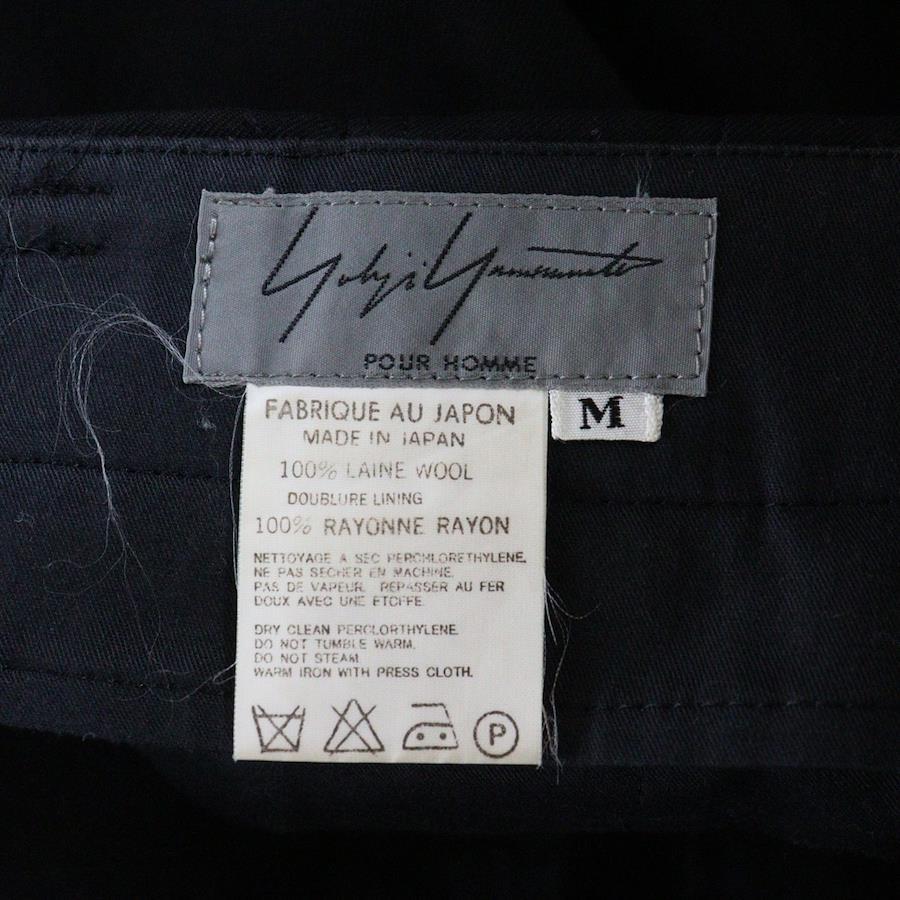 Yohji Yamamoto
POUR HOMME
M
FABRIQUE AU JAPON
MADE IN JAPAN
100% LAINE WOOL
DOUBLURE LINING
100% RAYONNE RAYON
NETTOYAGE A SEC PERCHLORETHYLENE.
NE PAS SECHER EN MACHINE.
PAS DE VAPEUR. REPASSER AU FER
DOUX AVEC UNE ETOFFE.
DRY CLEAN PERCLORTHYLENE.
DO NOT TUMBLE WARM.
DO NOT STEAM.
WARM IRON WITH PRESS CLOTH.
P